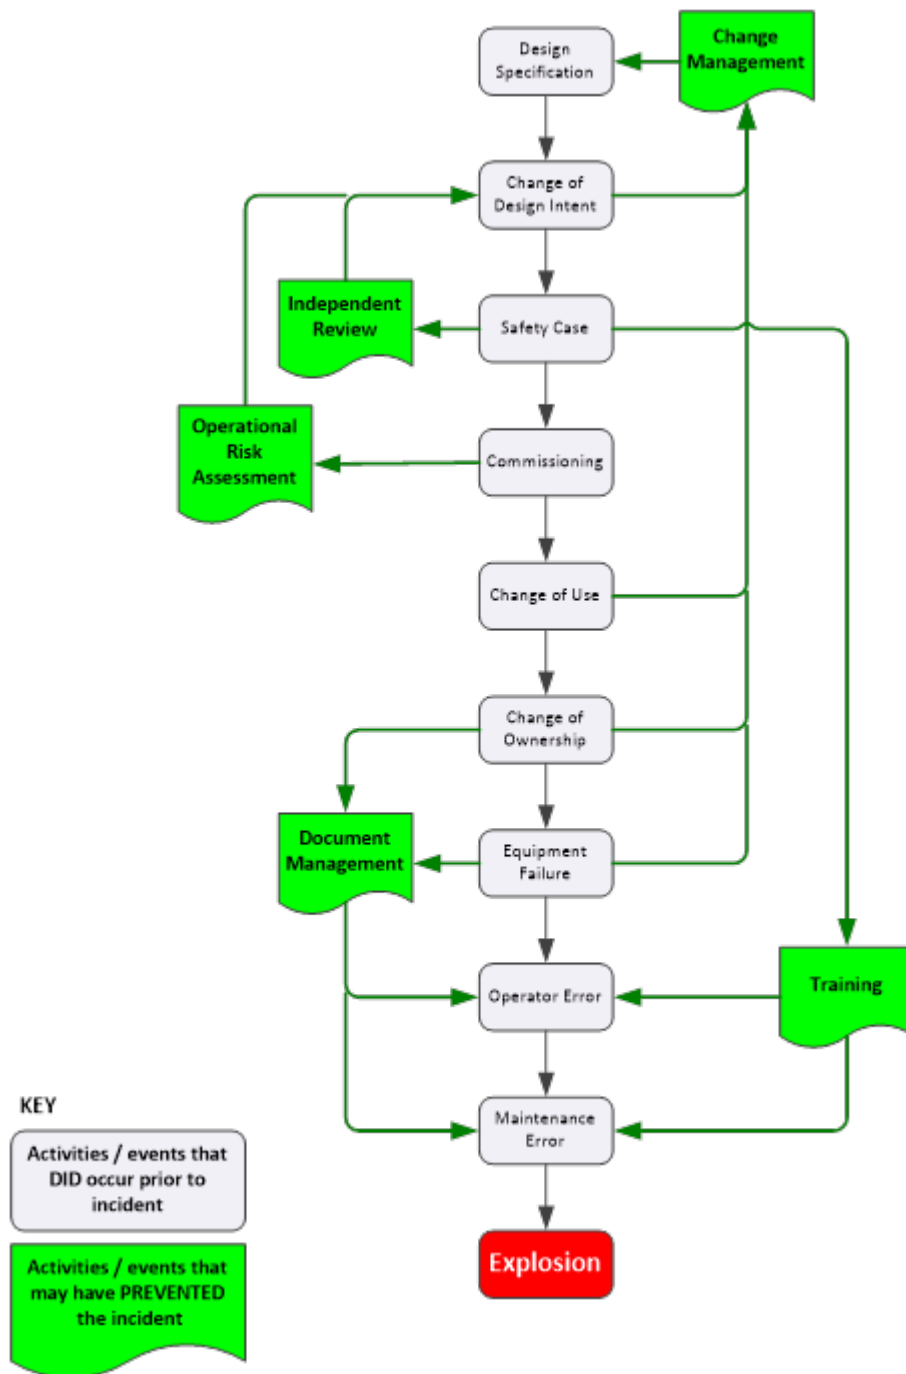 Design
Specification
Change
Management
Change of
Design Intent
Independent
Review
Safety Case
Operational
Risk
Assessment
Commissioning
Change of Use
Change of
Ownership
Document
Management
Equipment
Failure
Operator Error
Training
Maintenance
Error
Explosion
KEY
Activities / events that
DID occur prior to
incident
Activities / events that
may have PREVENTED
the incident